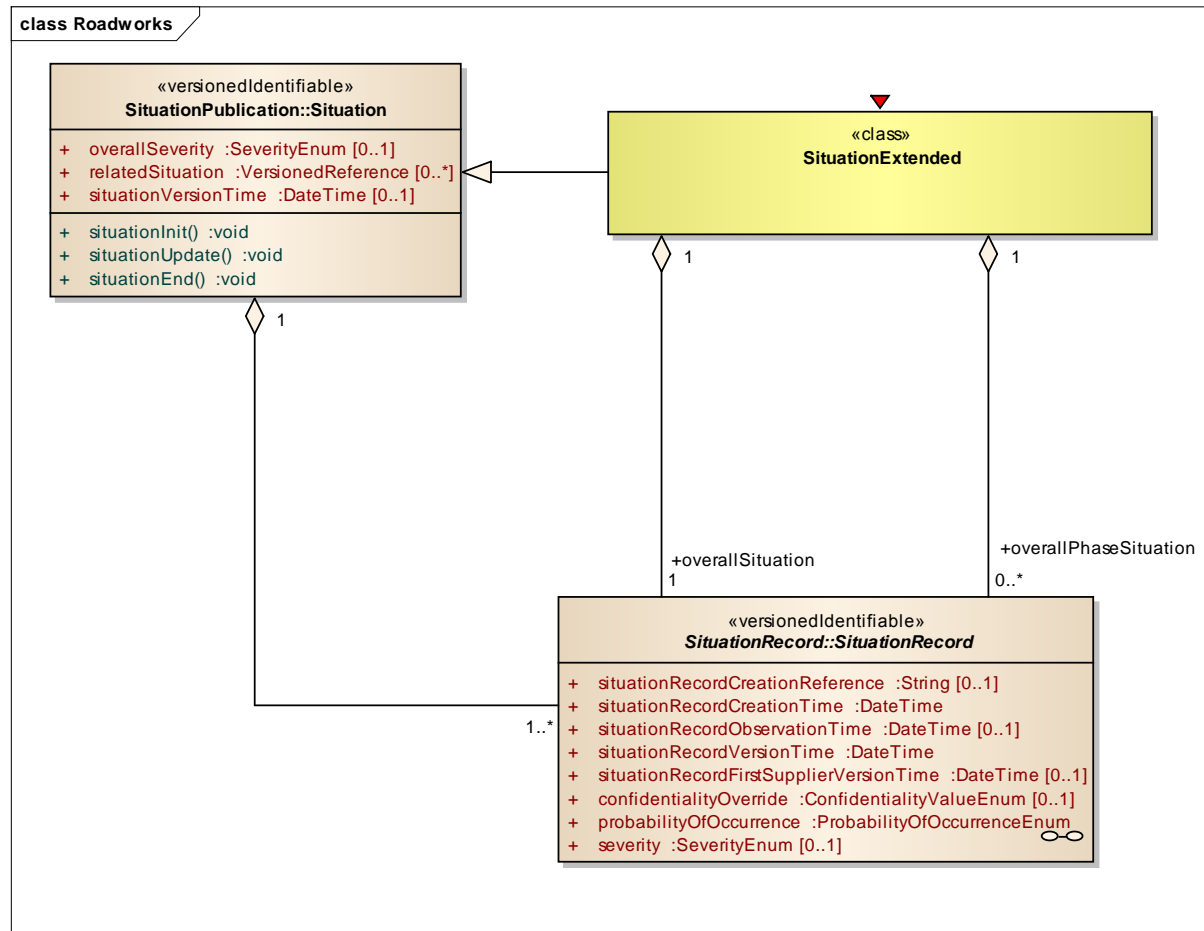 class Roadworks
«versionedIdentifiable»
SituationPublication::Situation
+ overallSeverity :SeverityEnum [0..1]
+ relatedSituation :VersionedReference [0..*]
+ situationVersionTime :DateTime [0..1]
+ situationInit() :void
+ situationUpdate() :void
+ situationEnd() :void
1
«class»
SituationExtended
1
1
+overallSituation
1
+overallPhaseSituation
0..*
1..*
«versionedIdentifiable»
SituationRecord::SituationRecord
+ situationRecordCreationReference :String [0..1]
+ situationRecordCreationTime :DateTime
+ situationRecordObservationTime :DateTime [0..1]
+ situationRecordVersionTime :DateTime
+ situationRecordFirstSupplierVersionTime :DateTime [0..1]
+ confidentialityOverride :ConfidentialityValueEnum [0..1]
+ probabilityOfOccurrence :ProbabilityOfOccurrenceEnum
+ severity :SeverityEnum [0..1]